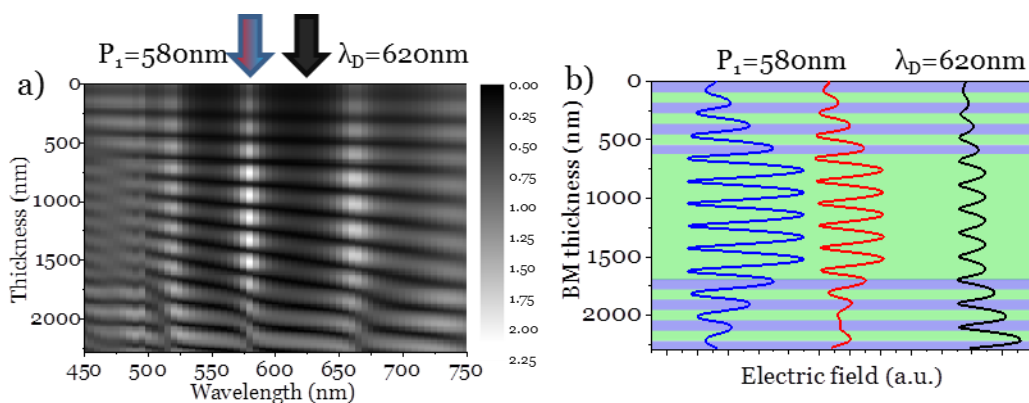 P₁=580nm λ_D=620nm
a)
0
500
1000
1500
2000
Thickness (nm)
450 500 550 600 650 700 750
Wavelength (nm)
0.00
0.25
0.50
0.75
1.00
1.25
1.50
1.75
2.00
2.25
P₁=580nm λ_D=620nm
b)
0
500
1000
1500
2000
BM thickness (nm)
Electric field (a.u.)